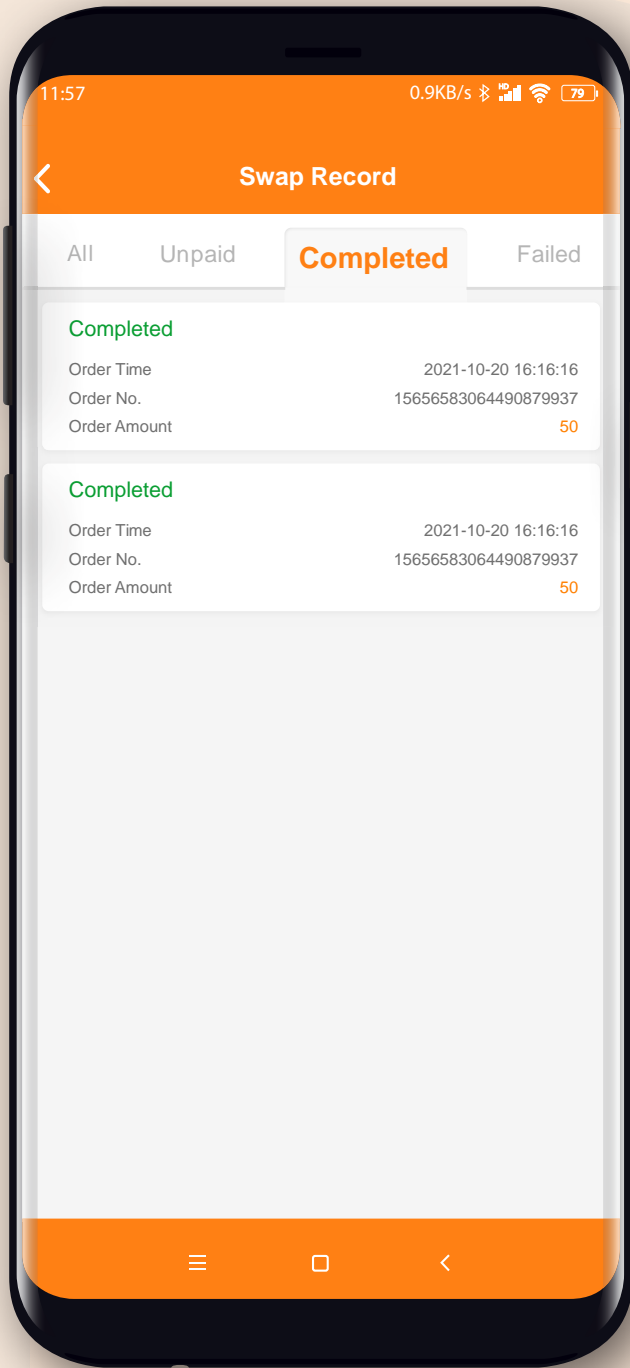 11:57 0.9KB/s HD 79
Swap Record
All Unpaid Completed Failed
Completed
Order Time 2021-10-20 16:16:16
Order No. 15656583064490879937
Order Amount 50
Completed
Order Time 2021-10-20 16:16:16
Order No. 15656583064490879937
Order Amount 50